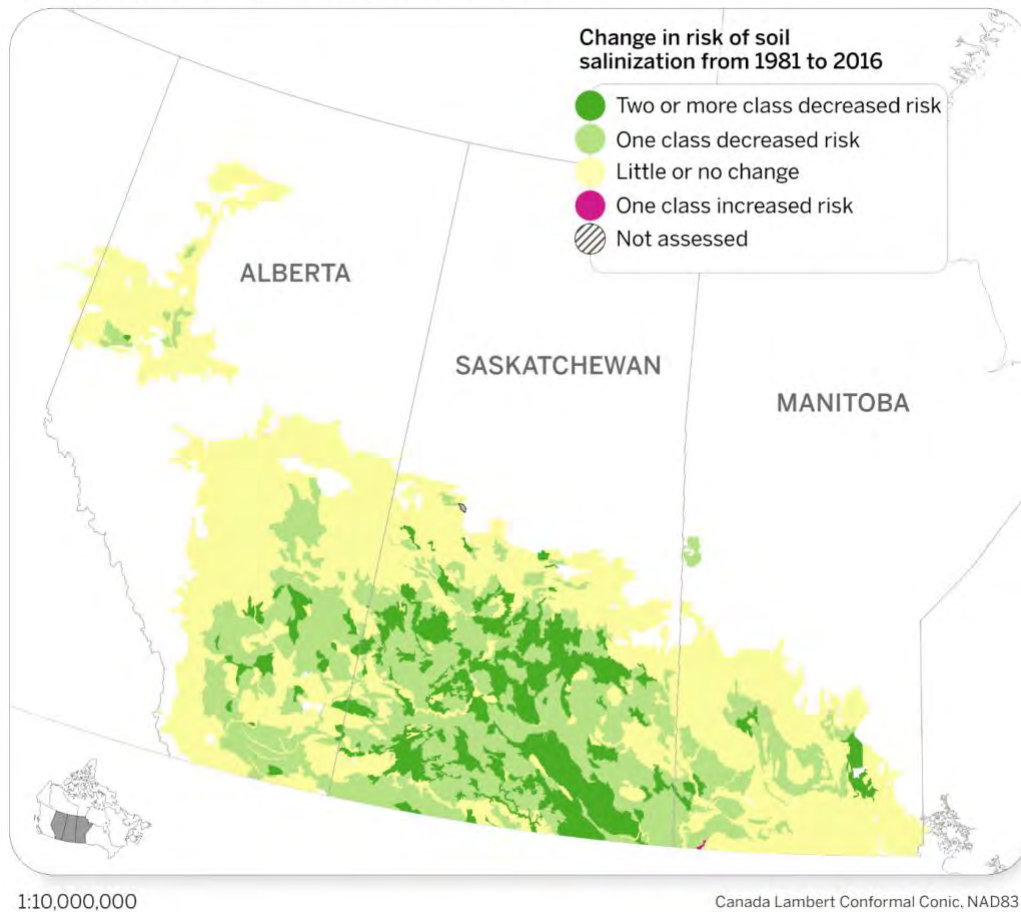 Change in risk of soil
salinization from 1981 to 2016
Two or more class decreased risk
One class decreased risk
Little or no change
One class increased risk
Not assessed
ALBERTA
SASKATCHEWAN
MANITOBA
1:10,000,000
Canada Lambert Conformal Conic, NAD83